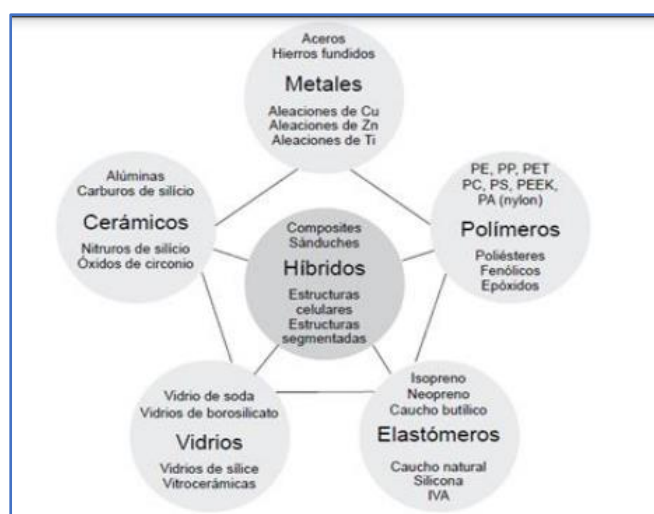 Aceros
Hierros fundidos
Metales
Aleaciones de Cu
Aleaciones de Zn
Aleaciones de Ti
Alúminas
Carburos de silício
Cerámicos
Nitruros de silício
Óxidos de circonio
PE, PP, PET
PC, PS, PEEK,
PA (nylon)
Polímeros
Poliésteres
Fenólicos
Epóxidos
Composites
Sánduches
Híbridos
Estructuras
celulares
Estructuras
segmentadas
Vidrio de soda
Vidrios de borosilicato
Vidrios
Vidrios de sílice
Vitrocerámicas
Isopreno
Neopreno
Caucho butílico
Elastómeros
Caucho natural
Silicona
IVA